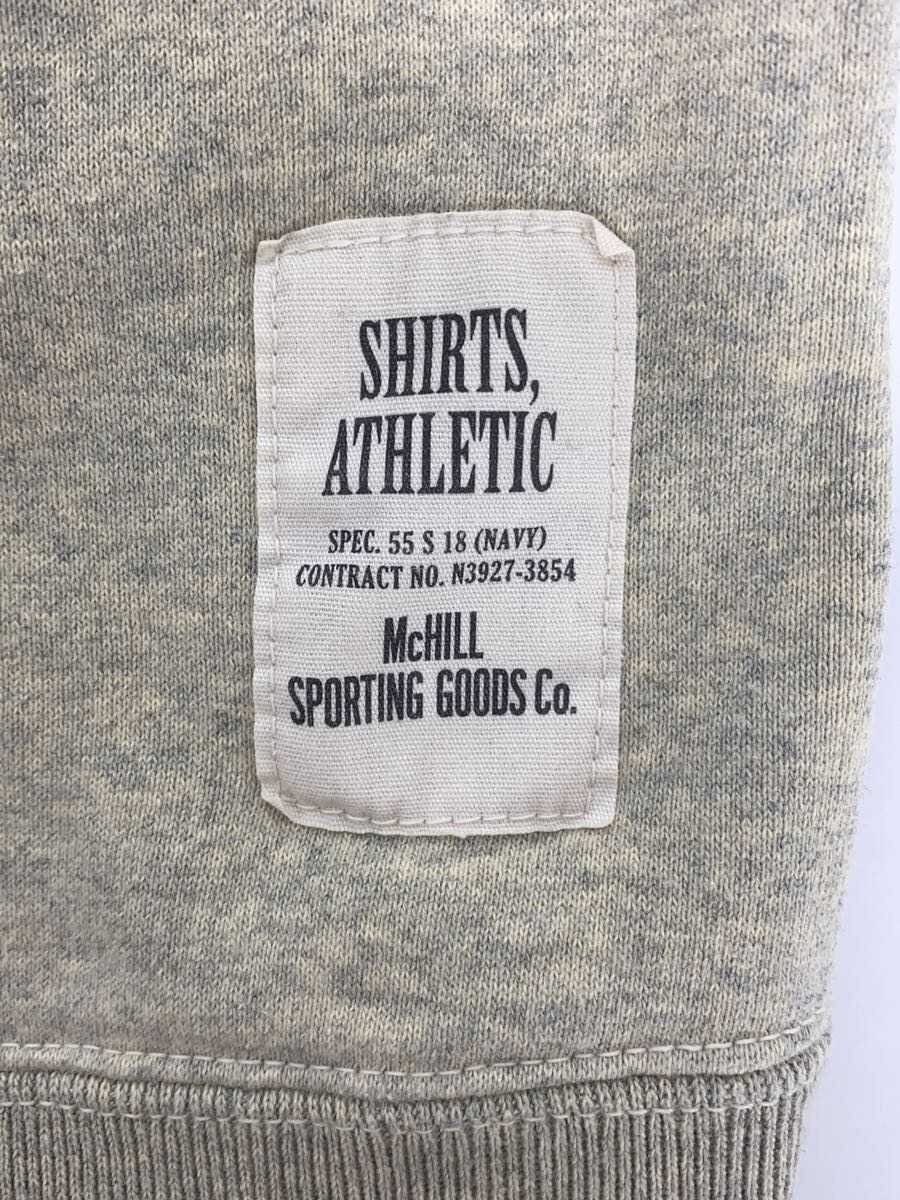 SHIRTS,
ATHLETIC
SPEC. 55 S 18 (NAVY)
CONTRACT NO. N3927-3854
McHILL
SPORTING GOODS Co.